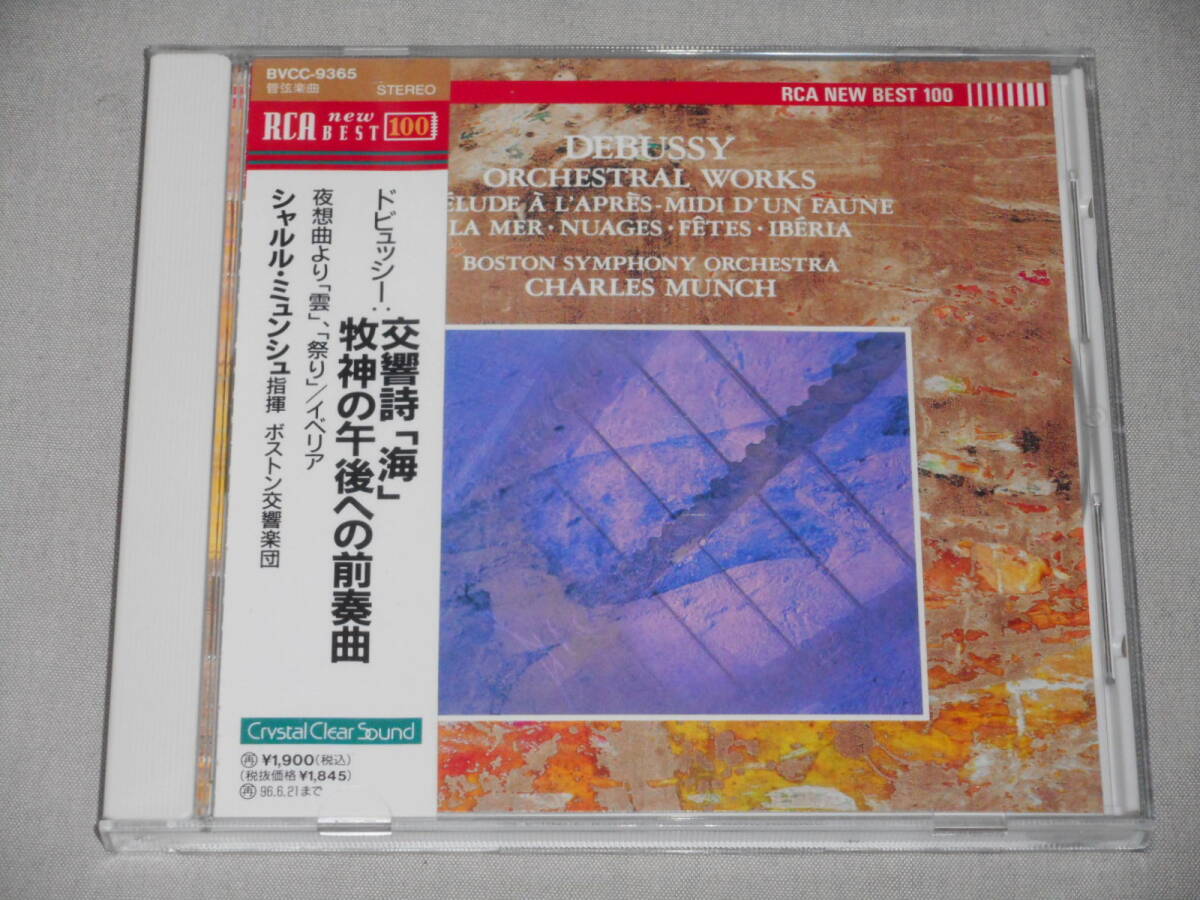 BVCC-9365
管弦楽曲
STEREO
RCA new BEST 100
ドビュッシー:
交響詩「海」
牧神の午後への前奏曲
夜想曲より「雲」、「祭り」/イベリア
シャルル・ミュンシュ指揮 ボストン交響楽団
Crystal Clear Sound
再 ¥1,900(税込)
(税抜価格¥1,845)
再 96.6.21まで
RCA NEW BEST 100
DEBUSSY
ORCHESTRAL WORKS
ÉLUDE À L'APRÈS-MIDI D'UN FAUNE
LA MER・NUAGES・FÊTES・IBÉRIA
BOSTON SYMPHONY ORCHESTRA
CHARLES MUNCH